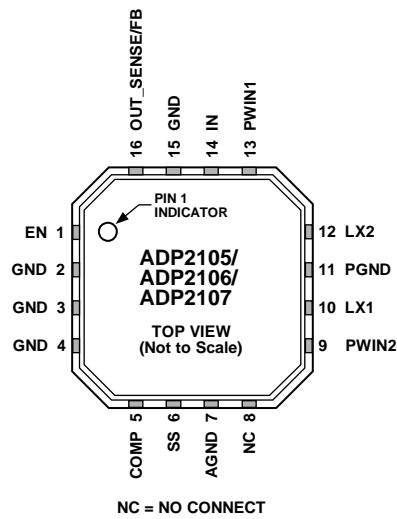 16 OUT_SENSE/FB
15 GND
14 IN
13 PWIN1
PIN 1
INDICATOR
EN 1
GND 2
GND 3
GND 4
ADP2105/
ADP2106/
ADP2107
TOP VIEW
(Not to Scale)
12 LX2
11 PGND
10 LX1
9 PWIN2
COMP 5
SS 6
AGND 7
NC 8
NC = NO CONNECT